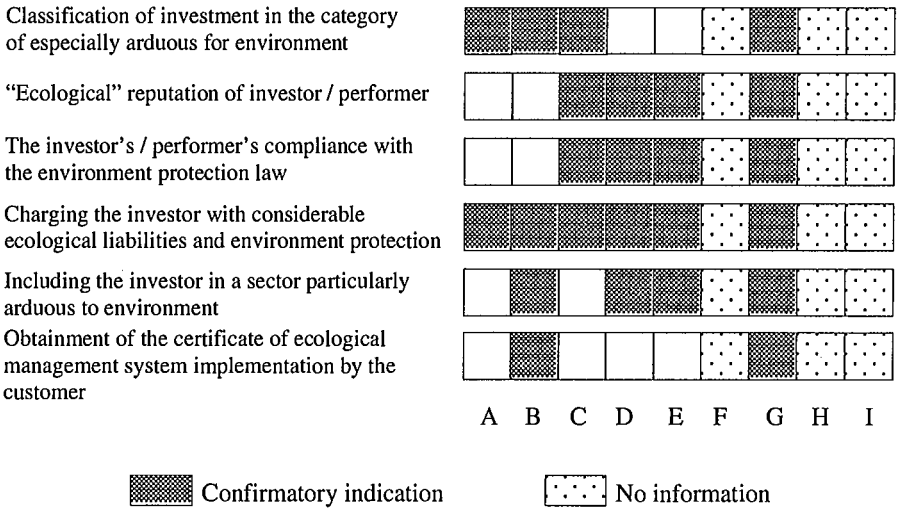 Classification of investment in the category
of especially arduous for environment
“Ecological” reputation of investor / performer
The investor’s / performer’s compliance with
the environment protection law
Charging the investor with considerable
ecological liabilities and environment protection
Including the investor in a sector particularly
arduous to environment
Obtainment of the certificate of ecological
management system implementation by the
customer
A B C D E F G H I
Confirmatory indication No information